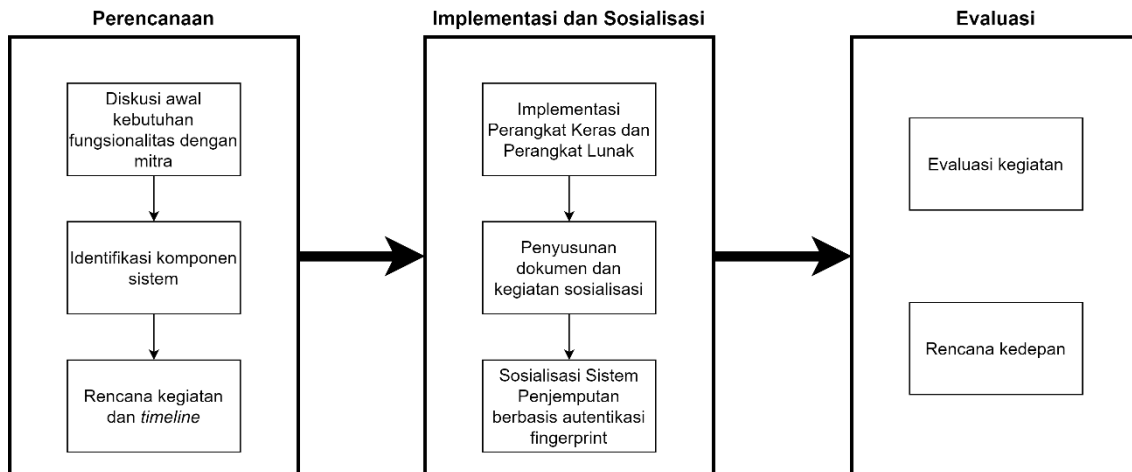 Perencanaan
Diskusi awal
kebutuhan
fungsionalitas dengan
mitra
Identifikasi komponen
sistem
Rencana kegiatan
dan timeline
Implementasi dan Sosialisasi
Implementasi
Perangkat Keras dan
Perangkat Lunak
Penyusunan
dokumen dan
kegiatan sosialisasi
Sosialisasi Sistem
Penjemputan
berbasis autentikasi
fingerprint
Evaluasi
Evaluasi kegiatan
Rencana kedepan